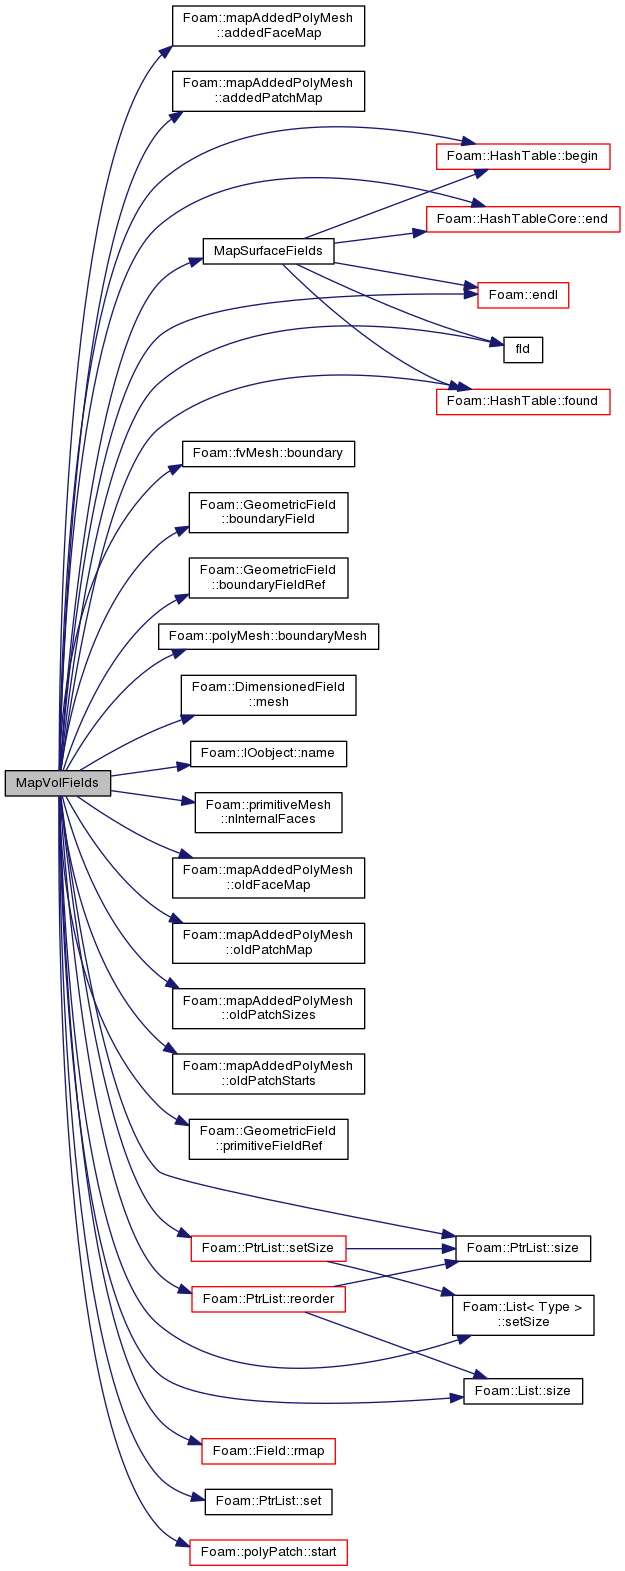 Foam::mapAddedPolyMesh
::addedFaceMap
Foam::mapAddedPolyMesh
::addedPatchMap
Foam::HashTable::begin
Foam::HashTableCore::end
MapSurfaceFields
Foam::endl
fld
Foam::HashTable::found
Foam::fvMesh::boundary
Foam::GeometricField
::boundaryField
Foam::GeometricField
::boundaryFieldRef
Foam::polyMesh::boundaryMesh
Foam::DimensionedField
::mesh
Foam::IOobject::name
MapVolFields
Foam::primitiveMesh
::nInternalFaces
Foam::mapAddedPolyMesh
::oldFaceMap
Foam::mapAddedPolyMesh
::oldPatchMap
Foam::mapAddedPolyMesh
::oldPatchSizes
Foam::mapAddedPolyMesh
::oldPatchStarts
Foam::GeometricField
::primitiveFieldRef
Foam::PtrList::setSize
Foam::PtrList::size
Foam::PtrList::reorder
Foam::List< Type >
::setSize
Foam::List::size
Foam::Field::rmap
Foam::PtrList::set
Foam::polyPatch::start